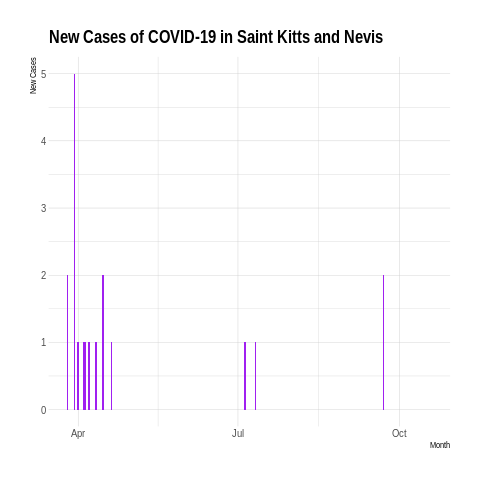 New Cases of COVID-19 in Saint Kitts and Nevis
New Cases
5
4
3
2
1
0
Apr
Jul
Oct
Month